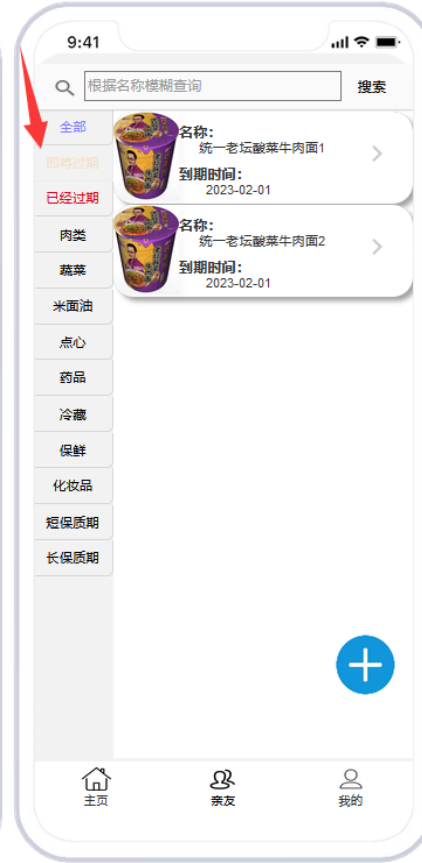 9:41
根据名称模糊查询
搜索
全部
即将过期
已经过期
肉类
蔬菜
米面油
点心
药品
冷藏
保鲜
化妆品
短保质期
长保质期
名称:
统一老坛酸菜牛肉面1
到期时间:
2023-02-01
名称:
统一老坛酸菜牛肉面2
到期时间:
2023-02-01
主页
亲友
我的